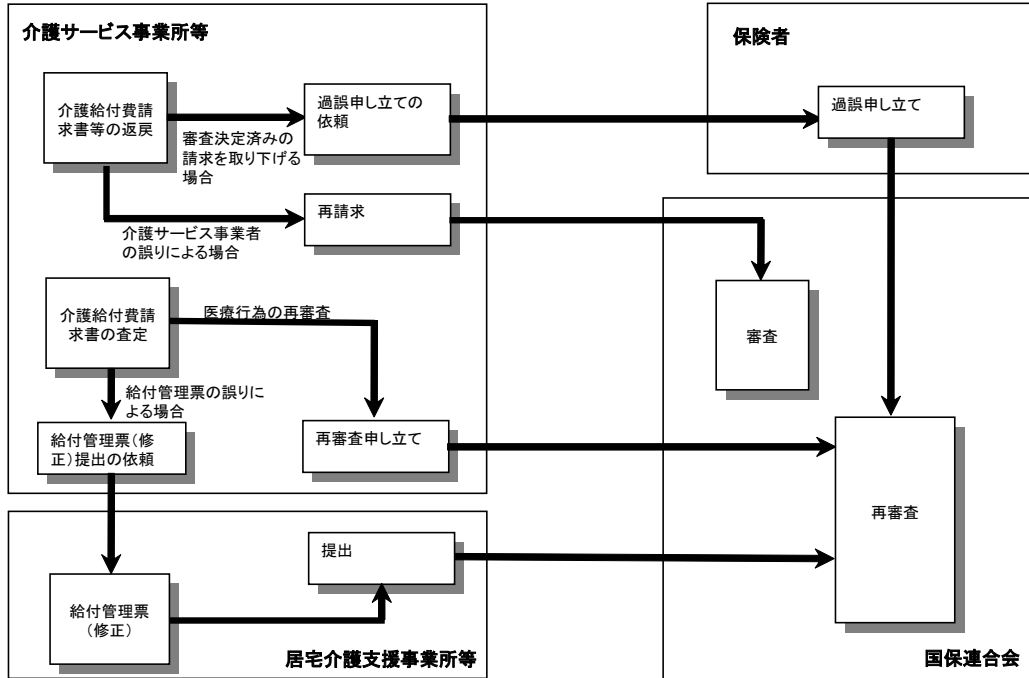 介護サービス事業所等
介護給付費請
求書等の返戻
過誤申し立ての
依頼
審査決定済みの
請求を取り下げる
場合
再請求
介護サービス事業者
の誤りによる場合
介護給付費請
求書の査定
医療行為の再審査
給付管理票の誤りに
よる場合
給付管理票(修
正)提出の依頼
再審査申し立て
給付管理票
(修正)
提出
居宅介護支援事業所等
保険者
過誤申し立て
審査
再審査
国保連合会